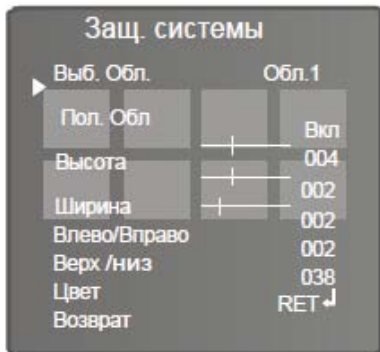 Защ. системы
Выб. Обл. Обл.1
Пол. Обл Вкл
Высота 004
Ширина 002
Влево/Вправо 002
Верх /низ 002
Цвет 038
Возврат RET